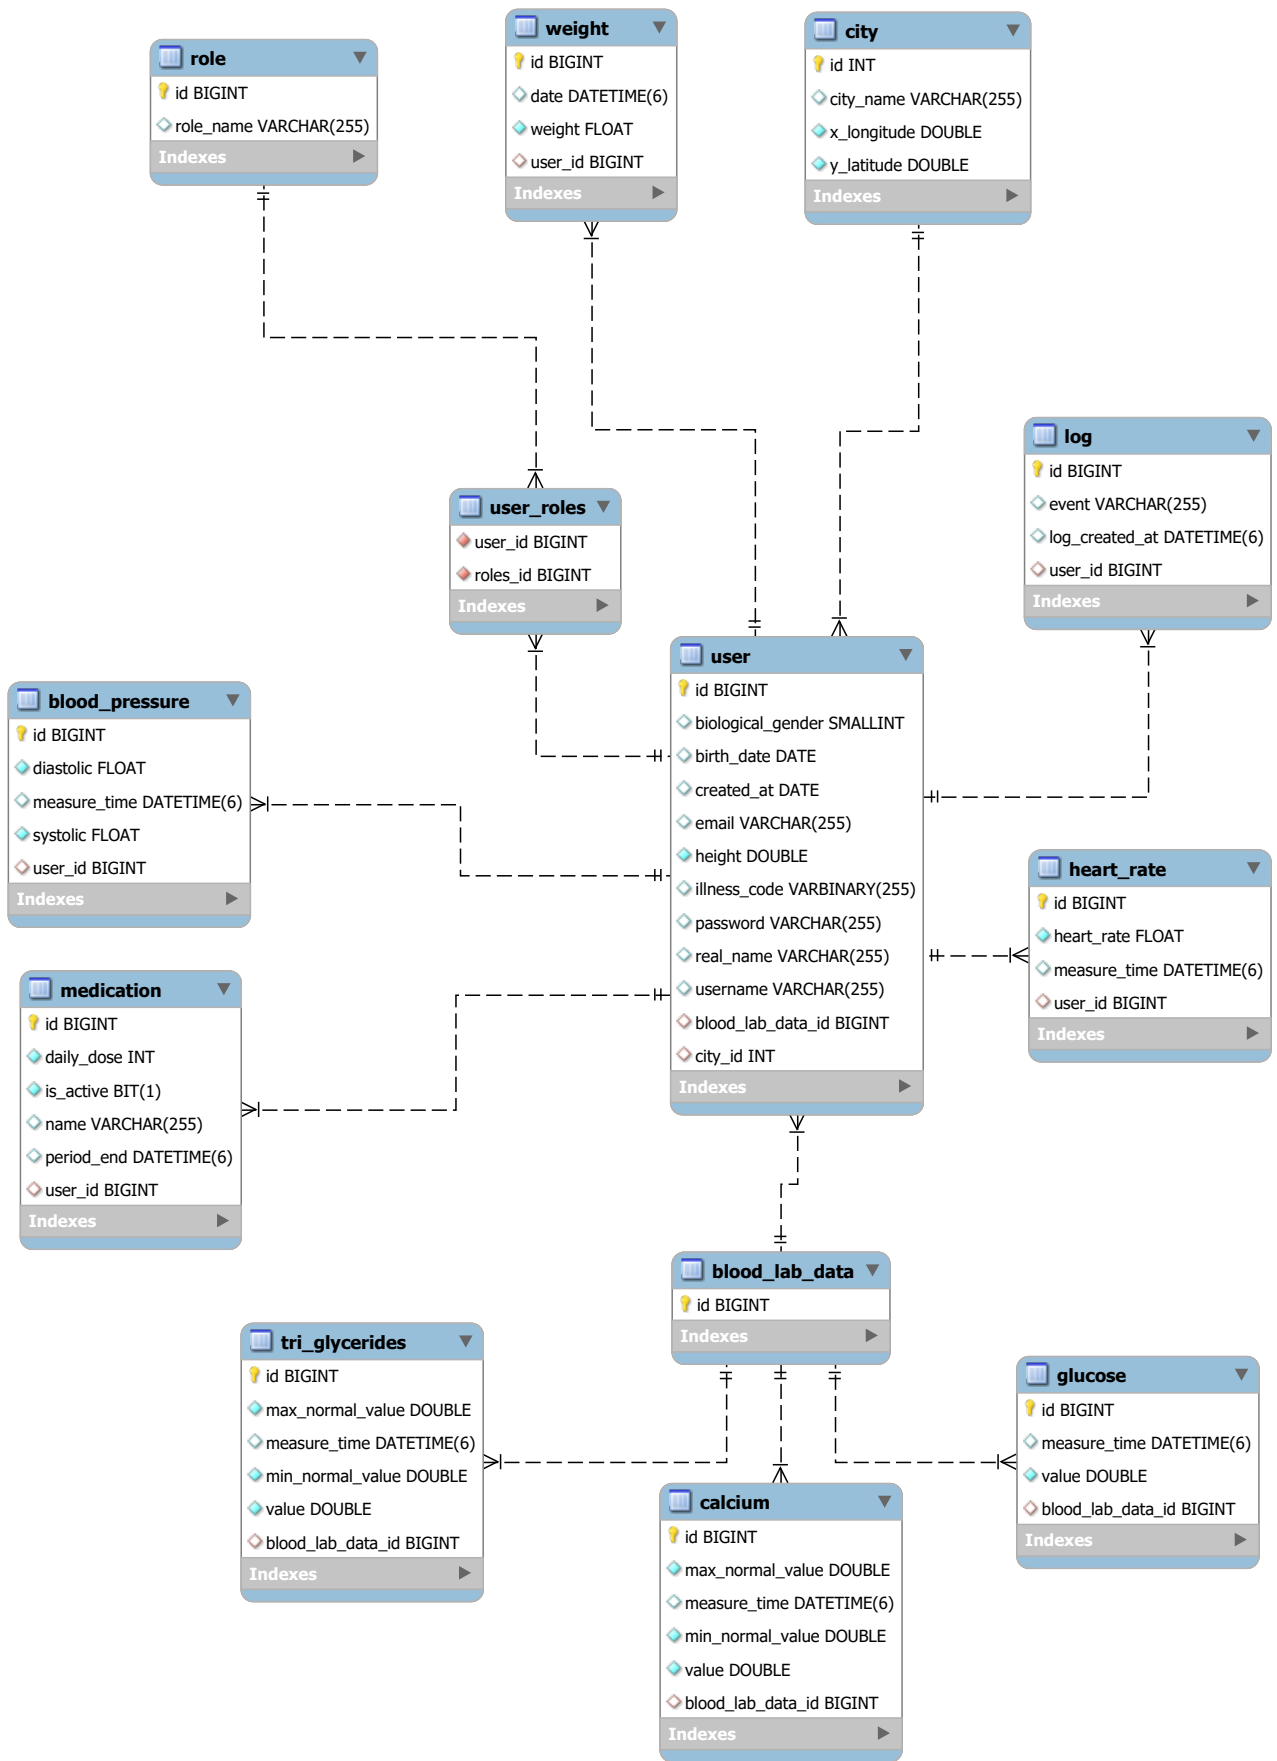 role
id BIGINT
role_name VARCHAR(255)
Indexes
weight
id BIGINT
date DATETIME(6)
weight FLOAT
user_id BIGINT
Indexes
city
id INT
city_name VARCHAR(255)
x_longitude DOUBLE
y_latitude DOUBLE
Indexes
log
id BIGINT
event VARCHAR(255)
log_created_at DATETIME(6)
user_id BIGINT
Indexes
user_roles
user_id BIGINT
roles_id BIGINT
Indexes
user
id BIGINT
biological_gender SMALLINT
birth_date DATE
created_at DATE
email VARCHAR(255)
height DOUBLE
illness_code VARBINARY(255)
password VARCHAR(255)
real_name VARCHAR(255)
username VARCHAR(255)
blood_lab_data_id BIGINT
city_id INT
Indexes
blood_pressure
id BIGINT
diastolic FLOAT
measure_time DATETIME(6)
systolic FLOAT
user_id BIGINT
Indexes
heart_rate
id BIGINT
heart_rate FLOAT
measure_time DATETIME(6)
user_id BIGINT
Indexes
medication
id BIGINT
daily_dose INT
is_active BIT(1)
name VARCHAR(255)
period_end DATETIME(6)
user_id BIGINT
Indexes
blood_lab_data
id BIGINT
Indexes
tri_glycerides
id BIGINT
max_normal_value DOUBLE
measure_time DATETIME(6)
min_normal_value DOUBLE
value DOUBLE
blood_lab_data_id BIGINT
Indexes
glucose
id BIGINT
measure_time DATETIME(6)
value DOUBLE
blood_lab_data_id BIGINT
Indexes
calcium
id BIGINT
max_normal_value DOUBLE
measure_time DATETIME(6)
min_normal_value DOUBLE
value DOUBLE
blood_lab_data_id BIGINT
Indexes